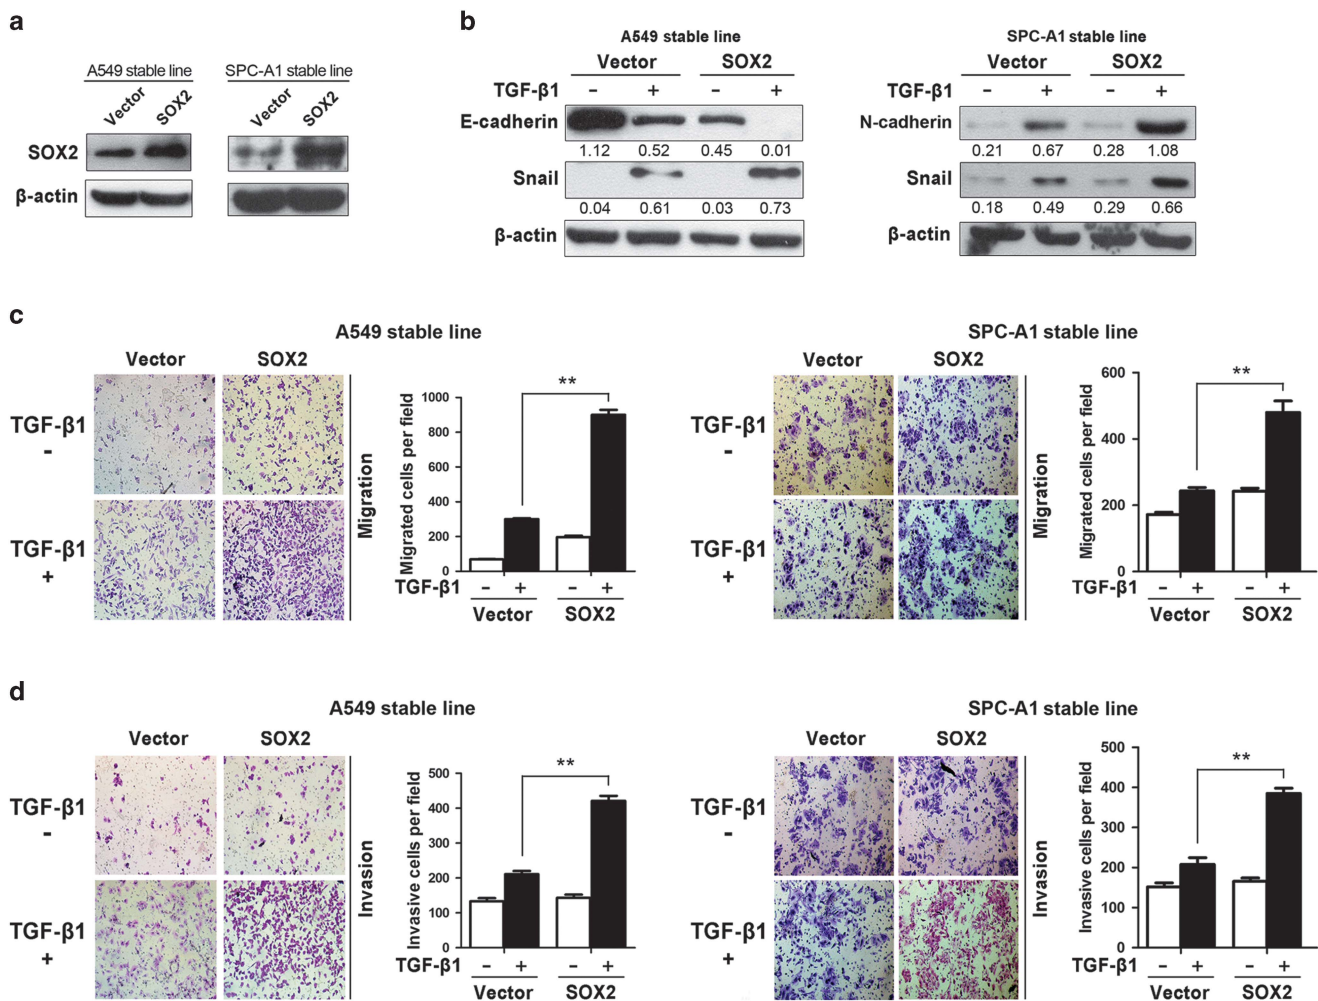 a
A549 stable line
SPC-A1 stable line
Vector SOX2
Vector SOX2
SOX2
β-actin
b
A549 stable line
Vector SOX2
TGF-β1 – + – +
E-cadherin
1.12 0.52 0.45 0.01
Snail
0.04 0.61 0.03 0.73
β-actin
SPC-A1 stable line
Vector SOX2
TGF-β1 – + – +
N-cadherin
0.21 0.67 0.28 1.08
Snail
0.18 0.49 0.29 0.66
β-actin
c
A549 stable line
Vector SOX2
TGF-β1
-
TGF-β1
+
Migration
Migrated cells per field
1000
800
600
400
200
0
**
TGF-β1 – + – +
Vector SOX2
SPC-A1 stable line
Vector SOX2
TGF-β1
-
TGF-β1
+
Migration
Migrated cells per field
600
400
200
0
**
TGF-β1 – + – +
Vector SOX2
d
A549 stable line
Vector SOX2
TGF-β1
-
TGF-β1
+
Invasion
Invasive cells per field
500
400
300
200
100
0
**
TGF-β1 – + – +
Vector SOX2
SPC-A1 stable line
Vector SOX2
TGF-β1
-
TGF-β1
+
Invasion
Invasive cells per field
500
400
300
200
100
0
**
TGF-β1 – + – +
Vector SOX2